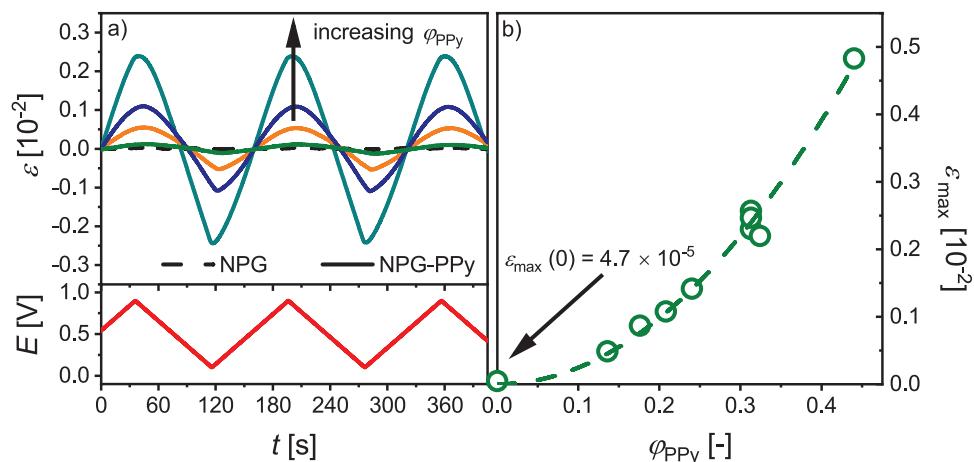 a)
increasing φPPy
0.3
0.2
0.1
0.0
-0.1
-0.2
-0.3
ε [10⁻²]
NPG
NPG-PPy
1.0
0.5
0.0
E [V]
0 60 120 180 240 300 360
t [s]
b)
εmax (0) = 4.7 × 10⁻⁵
0.5
0.4
0.3
0.2
0.1
0.0
εmax [10⁻²]
0.0 0.1 0.2 0.3 0.4
φPPy [-]